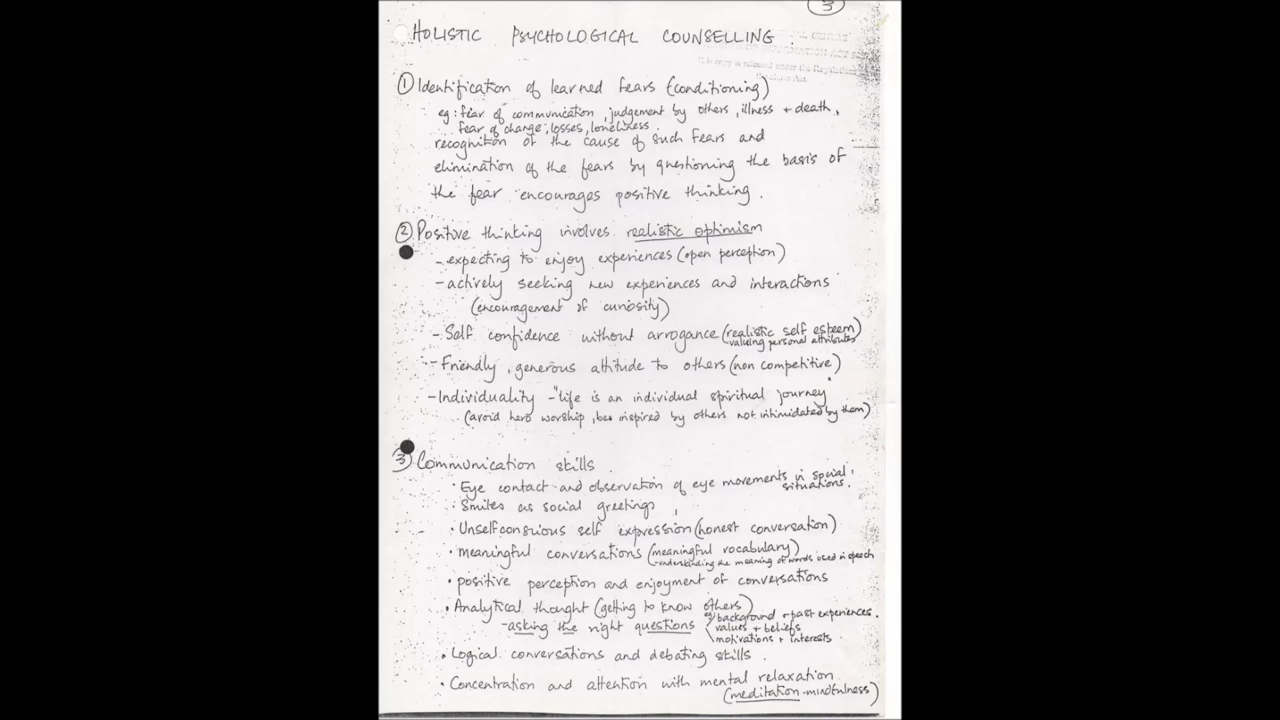 3
HOLISTIC PSYCHOLOGICAL COUNSELLING.
This copy is released under the
① Identification of learned fears (conditioning)
eg: fear of communication, judgement by others, illness + death,
fear of change, losses, loneliness.
recognition of the cause of such fears and
elimination of the fears by questioning the basis of
the fear encourages positive thinking.
② Positive thinking involves realistic optimism
- expecting to enjoy experiences (open perception)
- actively seeking new experiences and interactions
(encouragement of curiosity)
- Self confidence without arrogance (realistic self esteem)
valuing personal attributes
- Friendly, generous attitude to others (non competitive)
- Individuality - "life is an individual spiritual journey"
(avoid hero worship, be inspired by others not intimidated by them)
③ Communication skills.
• Eye contact and observation of eye movements in social
situations.
• Smiles as social greetings
• Unselfconscious self expression (honest conversation)
• meaningful conversations (meaningful vocabulary)
-understanding the meaning of words used in speech
• positive perception and enjoyment of conversations
• Analytical thought (getting to know others)
eg background + past experiences.
- asking the right questions values + beliefs
motivations + interests
• Logical conversations and debating skills.
• Concentration and attention with mental relaxation
(meditation-mindfulness)